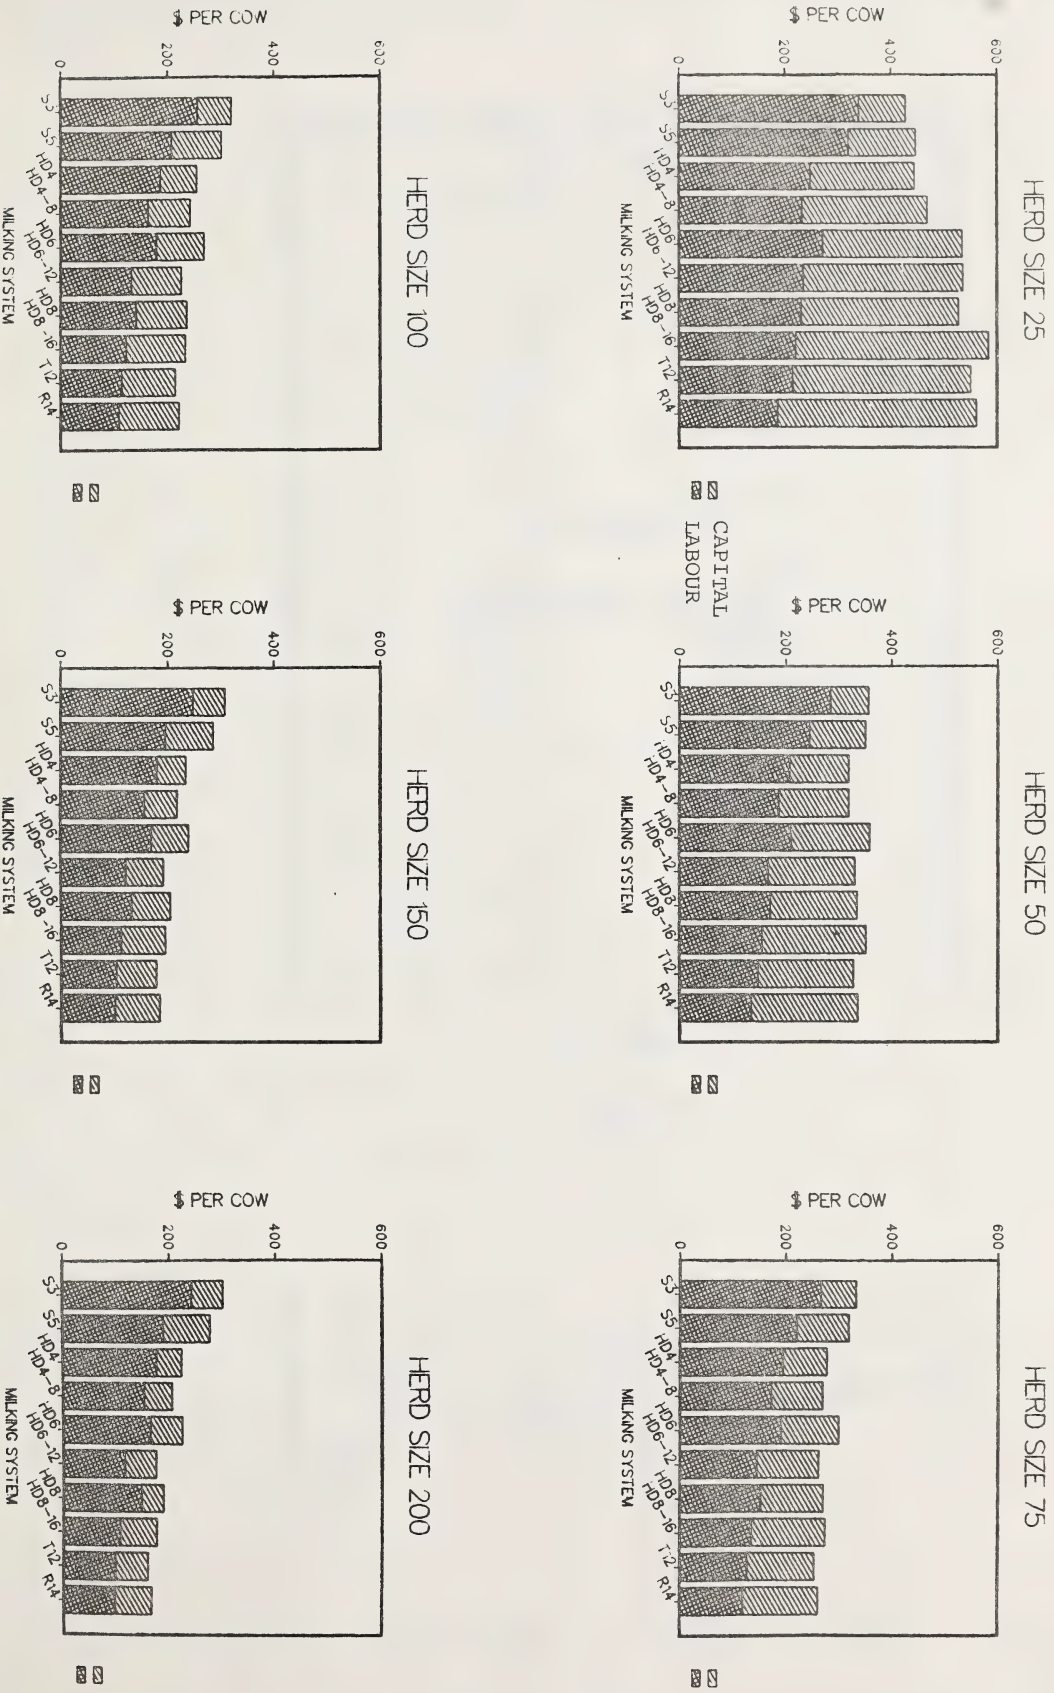 HERD SIZE 25
$ PER COW
600
400
200
0
S3
S5
HD4
HD4-8
HD6
HD6-12
HD8
HD8-16
T12
R14
MILKING SYSTEM
CAPITAL
LABOUR
HERD SIZE 50
$ PER COW
600
400
200
0
S3
S5
HD4
HD4-8
HD6
HD6-12
HD8
HD8-16
T12
R14
MILKING SYSTEM
HERD SIZE 75
$ PER COW
600
400
200
0
S3
S5
HD4
HD4-8
HD6
HD6-12
HD8
HD8-16
T12
R14
MILKING SYSTEM
HERD SIZE 100
$ PER COW
600
400
200
0
S3
S5
HD4
HD4-8
HD6
HD6-12
HD8
HD8-16
T12
R14
MILKING SYSTEM
HERD SIZE 150
$ PER COW
600
400
200
0
S3
S5
HD4
HD4-8
HD6
HD6-12
HD8
HD8-16
T12
R14
MILKING SYSTEM
HERD SIZE 200
$ PER COW
600
400
200
0
S3
S5
HD4
HD4-8
HD6
HD6-12
HD8
HD8-16
T12
R14
MILKING SYSTEM